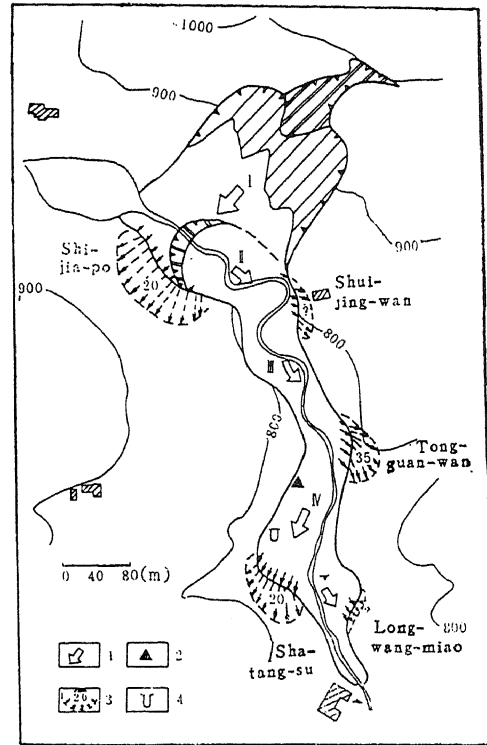 1000
900
900
I
Shi-
jia-po
20
II
Shui-
jing-wan
?
900
800
III
800
Tong-
guan-wan
35
IV
0 40 80(m)
20
Sha-
tang-su
Long-
wang-miao
800
1
2
20
3
4